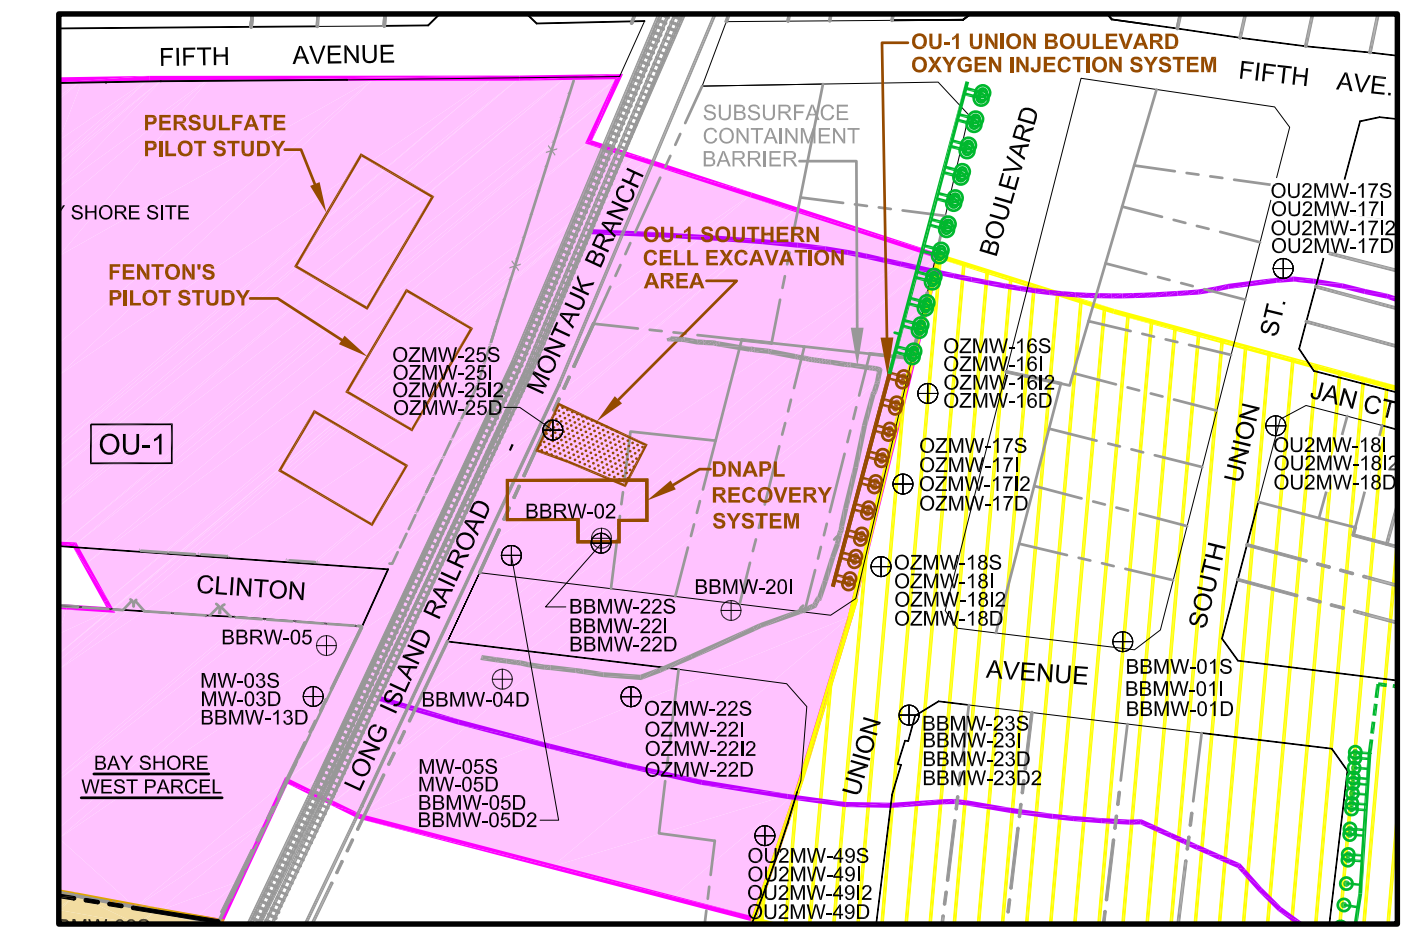 FIFTH AVENUE
OU-1 UNION BOULEVARD
OXYGEN INJECTION SYSTEM
FIFTH AVE.
PERSULFATE
PILOT STUDY
SUBSURFACE
CONTAINMENT
BARRIER
BOULEVARD
Y SHORE SITE
OU2MW-17S
OU2MW-17I
OU2MW-17I2
OU2MW-17D
MONTAUK BRANCH
OU-1 SOUTHERN
CELL EXCAVATION
AREA
FENTON'S
PILOT STUDY
ST.
OZMW-25S
OZMW-25I
OZMW-25I2
OZMW-25D
OZMW-16S
OZMW-16I
OZMW-16I2
OZMW-16D
JAN CT
OU-1
OZMW-17S
OZMW-17I
OZMW-17I2
OZMW-17D
UNION
OU2MW-18I
OU2MW-18I2
OU2MW-18D
DNAPL
RECOVERY
SYSTEM
BBRW-02
LONG ISLAND RAILROAD
CLINTON
OZMW-18S
OZMW-18I
OZMW-18I2
OZMW-18D
SOUTH
BBMW-20I
BBMW-22S
BBMW-22I
BBMW-22D
BBRW-05
AVENUE
BBMW-01S
BBMW-01I
BBMW-01D
MW-03S
MW-03D
BBMW-13D
BBMW-04D
OZMW-22S
OZMW-22I
OZMW-22I2
OZMW-22D
UNION
BBMW-23S
BBMW-23I
BBMW-23D
BBMW-23D2
BAY SHORE
WEST PARCEL
MW-05S
MW-05D
BBMW-05D
BBMW-05D2
OU2MW-49S
OU2MW-49I
OU2MW-49I2
OU2MW-49D